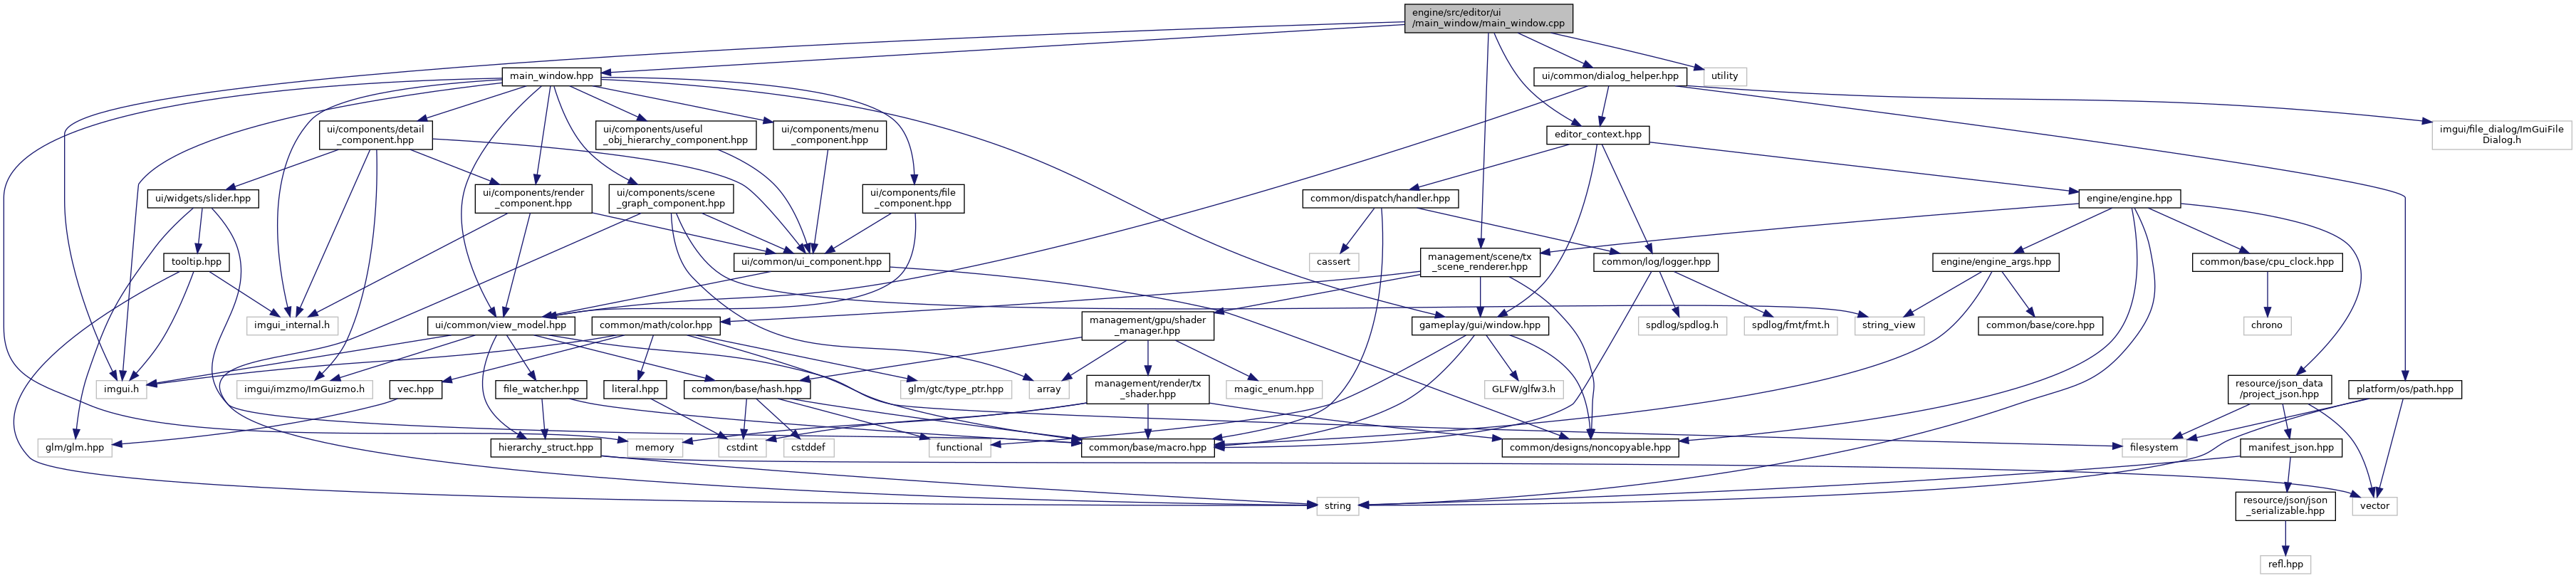 engine/src/editor/ui
/main_window/main_window.cpp
main_window.hpp
ui/common/dialog_helper.hpp
utility
ui/components/detail
_component.hpp
ui/components/useful
_obj_hierarchy_component.hpp
ui/components/menu
_component.hpp
editor_context.hpp
imgui/file_dialog/ImGuiFile
Dialog.h
ui/widgets/slider.hpp
ui/components/render
_component.hpp
ui/components/scene
_graph_component.hpp
ui/components/file
_component.hpp
common/dispatch/handler.hpp
engine/engine.hpp
tooltip.hpp
ui/common/ui_component.hpp
cassert
management/scene/tx
_scene_renderer.hpp
common/log/logger.hpp
engine/engine_args.hpp
common/base/cpu_clock.hpp
imgui_internal.h
ui/common/view_model.hpp
common/math/color.hpp
management/gpu/shader
_manager.hpp
gameplay/gui/window.hpp
spdlog/spdlog.h
spdlog/fmt/fmt.h
string_view
common/base/core.hpp
chrono
imgui.h
imgui/imzmo/ImGuizmo.h
vec.hpp
file_watcher.hpp
literal.hpp
common/base/hash.hpp
glm/gtc/type_ptr.hpp
array
management/render/tx
_shader.hpp
magic_enum.hpp
GLFW/glfw3.h
resource/json_data
/project_json.hpp
platform/os/path.hpp
glm/glm.hpp
hierarchy_struct.hpp
memory
cstdint
cstddef
functional
common/base/macro.hpp
common/designs/noncopyable.hpp
filesystem
manifest_json.hpp
string
resource/json/json
_serializable.hpp
vector
refl.hpp